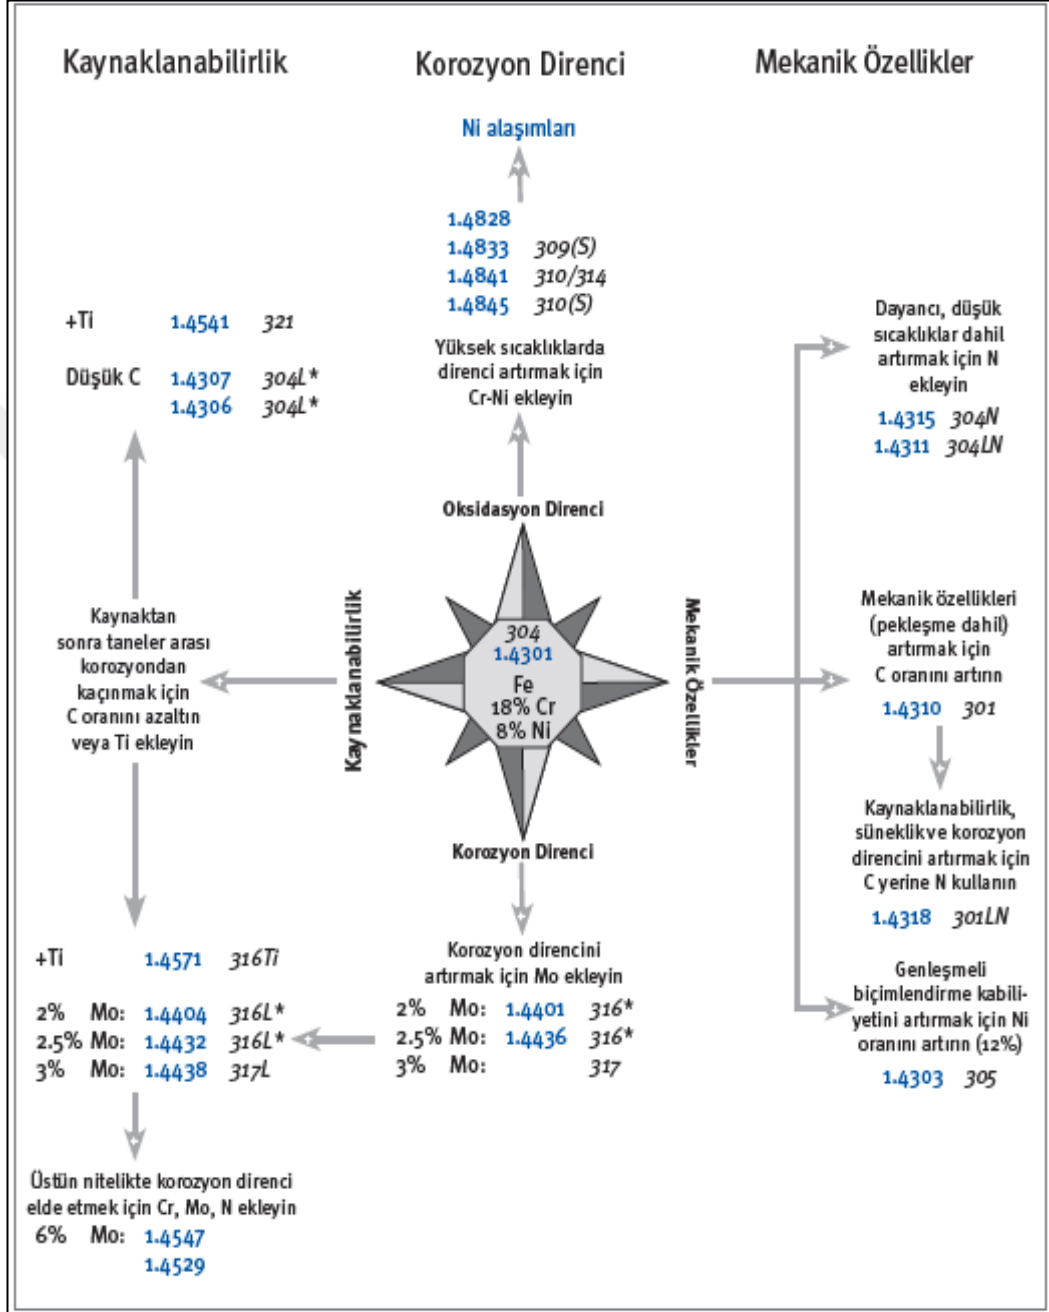 Kaynaklanabilirlik
Korozyon Direnci
Mekanik Özellikler
Ni alaşımları
1.4828
1.4833 309(S)
1.4841 310/314
1.4845 310(S)
Yüksek sıcaklıklarda
direnci artırmak için
Cr-Ni ekleyin
Oksidasyon Direnci
+Ti 1.4541 321
Düşük C 1.4307 304L*
1.4306 304L*
Kaynaktan
sonra taneler arası
korozyondan
kaçınmak için
C oranını azaltın
veya Ti ekleyin
Kaynaklanabilirlik
304
1.4301
Fe
18% Cr
8% Ni
Mekanik Özellikler
Korozyon Direnci
Dayancı, düşük
sıcaklıklar dahil
artırmak için N
ekleyin
1.4315 304N
1.4311 304LN
Mekanik özellikleri
(pekleşme dahil)
artırmak için
C oranını artırın
1.4310 301
Kaynaklanabilirlik,
süneklik ve korozyon
direncini artırmak için
C yerine N kullanın
1.4318 301LN
Genleşmeli
biçimlendirme kabili-
yetini artırmak için Ni
oranını artırın (12%)
1.4303 305
Korozyon direncini
artırmak için Mo ekleyin
2% Mo: 1.4401 316*
2.5% Mo: 1.4436 316*
3% Mo: 317
+Ti 1.4571 316Ti
2% Mo: 1.4404 316L*
2.5% Mo: 1.4432 316L*
3% Mo: 1.4438 317L
Üstün nitelikte korozyon direnci
elde etmek için Cr, Mo, N ekleyin
6% Mo: 1.4547
1.4529